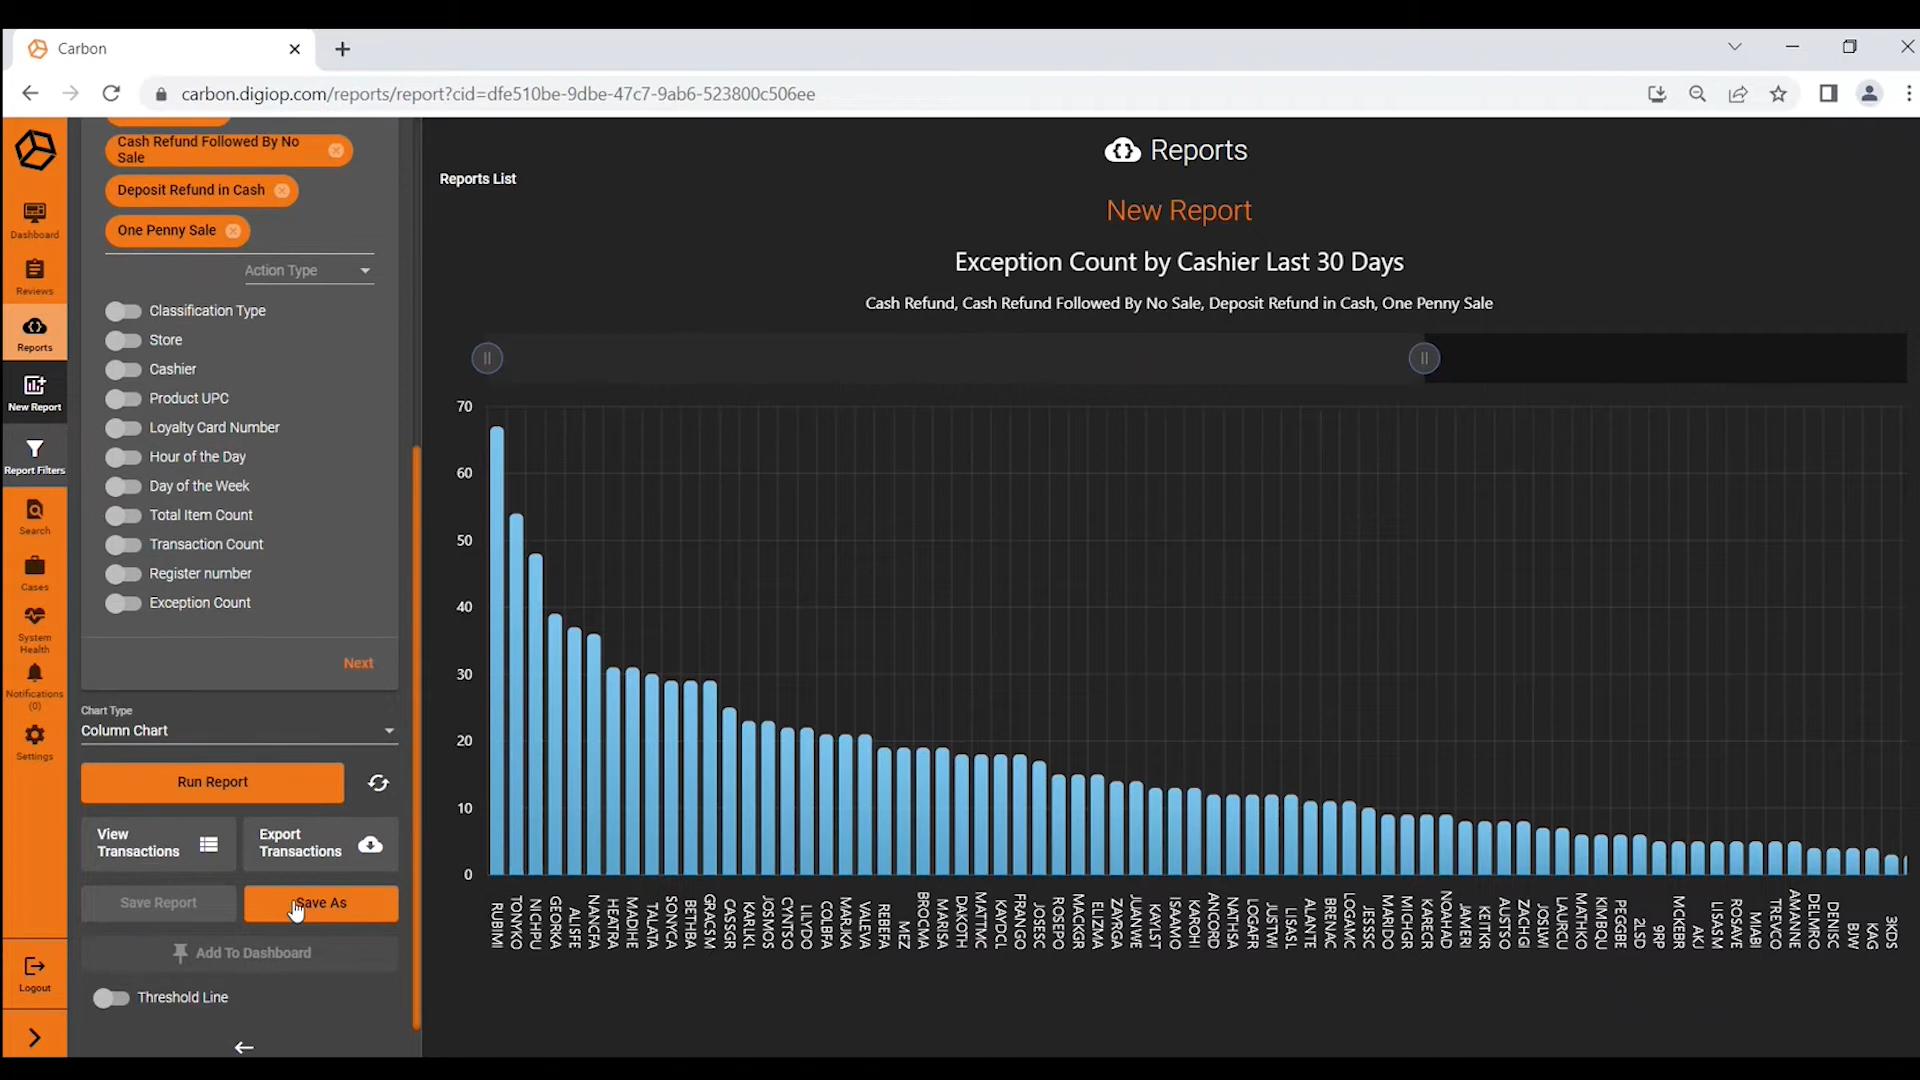 Carbon
carbon.digiop.com/reports/report?cid=dfe510be-9dbe-47c7-9ab6-523800c506ee
Dashboard
Reviews
Reports
New Report
Report Filters
Search
Cases
System
Health
Notifications
(0)
Settings
Logout
Cash Refund Followed By No
Sale
Deposit Refund in Cash
One Penny Sale
Action Type
Classification Type
Store
Cashier
Product UPC
Loyalty Card Number
Hour of the Day
Day of the Week
Total Item Count
Transaction Count
Register number
Exception Count
Next
Chart Type
Column Chart
Run Report
View
Transactions
Export
Transactions
Save Report
Save As
Add To Dashboard
Threshold Line
Reports
Reports List
New Report
Exception Count by Cashier Last 30 Days
Cash Refund, Cash Refund Followed By No Sale, Deposit Refund in Cash, One Penny Sale
70
60
50
40
30
20
10
0
RUBIMI
TONYKO
NICHPU
GEORKA
ALISFE
NANCFA
HEATRA
MADIHE
TALATA
SONYCA
BETHBA
GRACSM
CASSGR
KARLKL
JOSMOS
CYNTSO
LILYDO
COLBFA
MARJKA
VALEVA
REBEFA
MEZ
BROCMA
MARISA
DAKOTH
MATTMC
KAYDCL
FRANGO
JOSESC
ROSEPO
MACKGR
ELIZMA
ZAYRGA
JUANWE
KAYLST
ISAAMO
KAROHI
ANCORD
NATHSA
LOGAFR
JUSTWI
LISASL
ALANTE
BRENAC
LOGAMC
JESSSC
MARIDO
MICHGR
KARECR
NOAHAD
JAMERI
KEITKR
AUSTSO
ZACHGI
JOSLWI
LAURCU
MATHKO
KIMBQU
PEGGBE
2LSD
9RP
MCKEBR
AKJ
LISASM
ROSAVE
MIABI
TREVCO
AMANNE
DELMRO
DENISC
BJW
KAG
3KDS